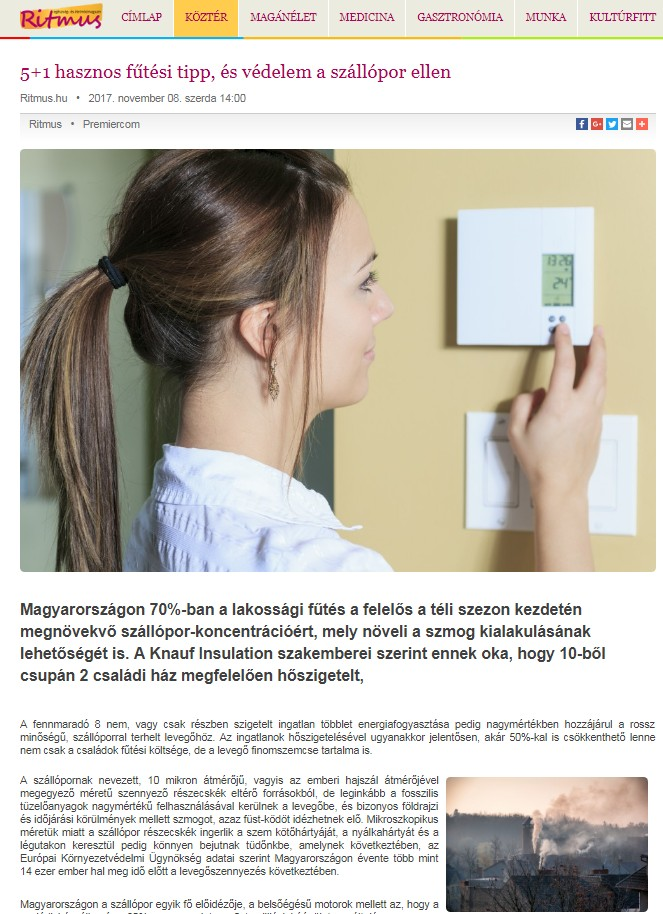 Ritmus
CÍMLAP KÖZTÉR MAGÁNÉLET MEDICINA GASZTRONÓMIA MUNKA KULTÚRFITT
5+1 hasznos fűtési tipp, és védelem a szállópor ellen
Ritmus.hu • 2017. november 08. szerda 14:00
Ritmus • Premiercom
13:26
24°
Magyarországon 70%-ban a lakossági fűtés a felelős a téli szezon kezdetén
megnövekvő szállópor-koncentrációért, mely növeli a szmog kialakulásának
lehetőségét is. A Knauf Insulation szakemberei szerint ennek oka, hogy 10-ből
csupán 2 családi ház megfelelően hőszigetelt,
A fennmaradó 8 nem, vagy csak részben szigetelt ingatlan többlet energiafogyasztása pedig nagymértékben hozzájárul a rossz
minőségű, szállóporral terhelt levegőhöz. Az ingatlanok hőszigetelésével ugyanakkor jelentősen, akár 50%-kal is csökkenthető lenne
nem csak a családok fűtési költsége, de a levegő finomszemcse tartalma is.
A szállópornak nevezett, 10 mikron átmérőjű, vagyis az emberi hajszál átmérőjével
megegyező méretű szennyező részecskék eltérő forrásokból, de leginkább a fosszilis
tüzelőanyagok nagymértékű felhasználásával kerülnek a levegőbe, és bizonyos földrajzi
és időjárási körülmények mellett szmogot, azaz füst-ködöt idézhetnek elő. Mikroszkopikus
méretük miatt a szállópor részecskék ingerlik a szem kötőhártyáját, a nyálkahártyát és a
légutakon keresztül pedig könnyen bejutnak tüdőnkbe, amelynek következtében, az
Európai Környezetvédelmi Ügynökség adatai szerint Magyarországon évente több mint
14 ezer ember hal meg idő előtt a levegőszennyezés következtében.
Magyarországon a szállópor egyik fő előidézője, a belsőégésű motorok mellett az, hogy a